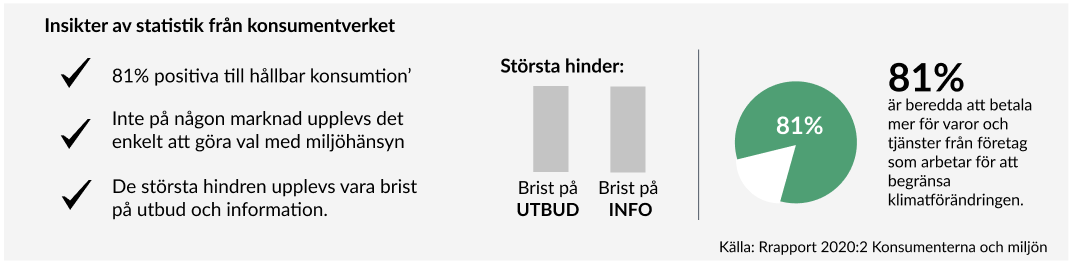 Insikter av statistik från konsumentverket
81% positiva till hållbar konsumtion’
Inte på någon marknad upplevs det
enkelt att göra val med miljöhänsyn
De största hindren upplevs vara brist
på utbud och information.
Största hinder:
Brist på
UTBUD
Brist på
INFO
81%
81%
är beredda att betala
mer för varor och
tjänster från företag
som arbetar för att
begränsa
klimatförändringen.
Källa: Rrapport 2020:2 Konsumenterna och miljön